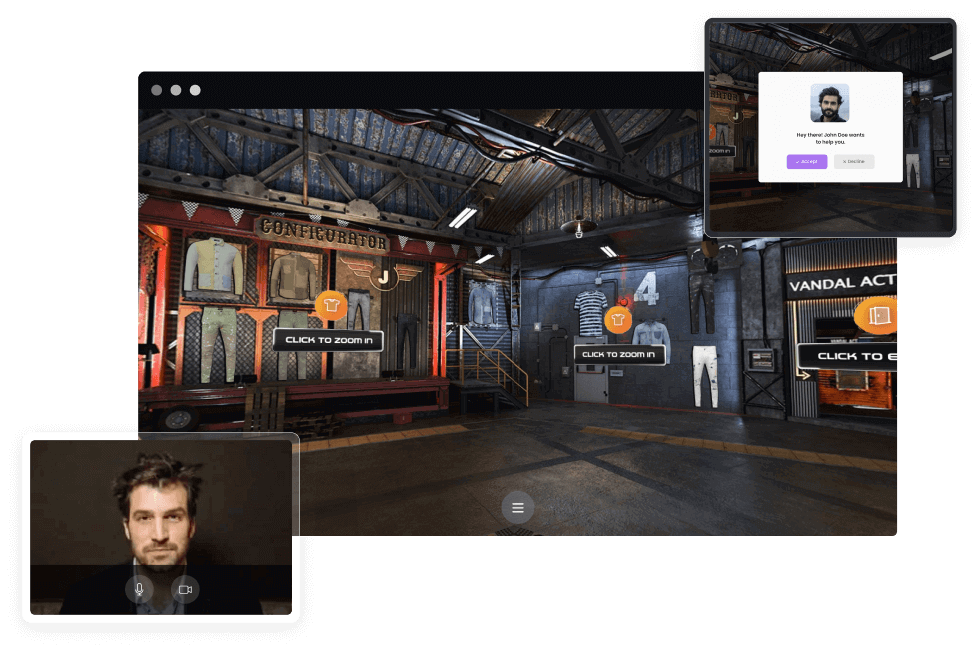 Hey there! John Doe wants
to help you.
✓ Accept
✕ Decline
ZOOM IN
CONFIGURATOR
J
4
VANDAL ACT
CLICK TO ZOOM IN
CLICK TO ZOOM IN
CLICK TO E